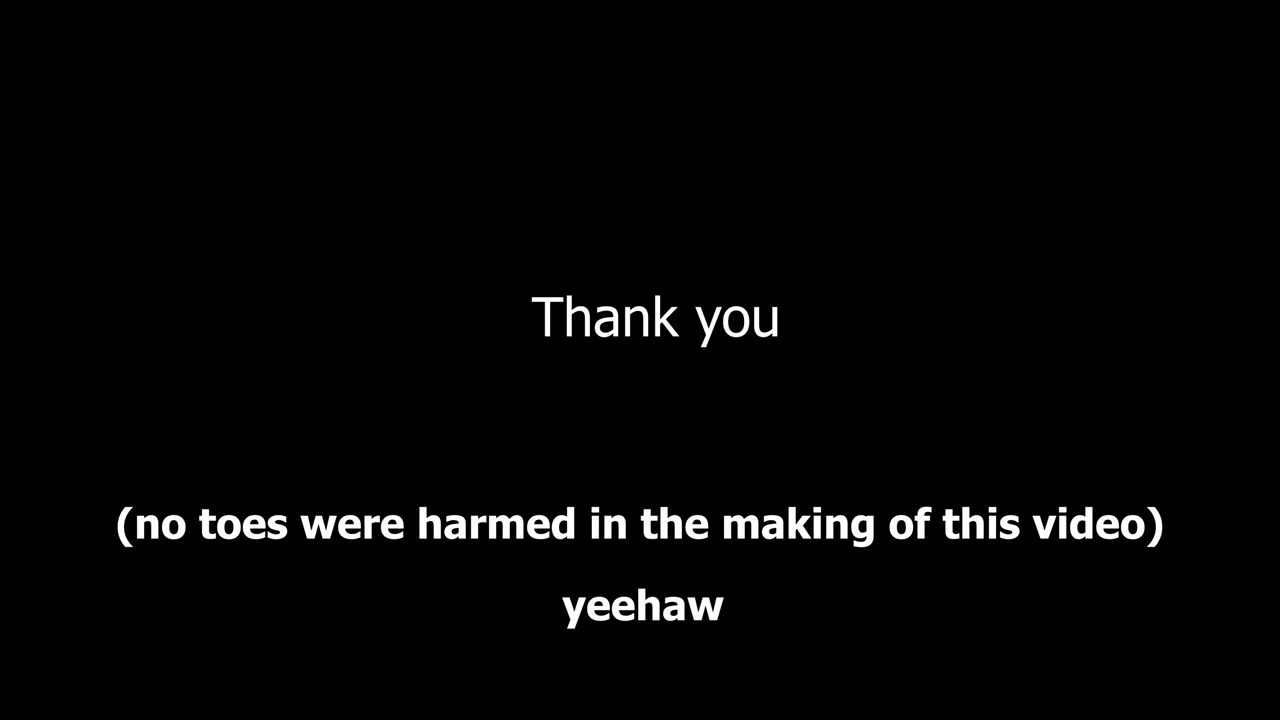 Thank you
(no toes were harmed in the making of this video)
yeehaw